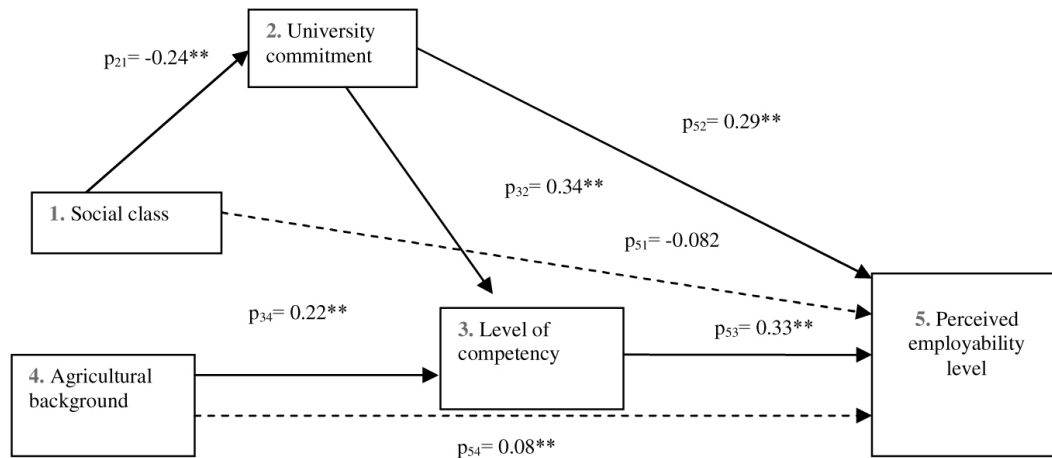 2. University
commitment
p21= -0.24**
p52= 0.29**
p32= 0.34**
1. Social class
p51= -0.082
p34= 0.22**
3. Level of
competency
p53= 0.33**
5. Perceived
employability
level
4. Agricultural
background
p54= 0.08**